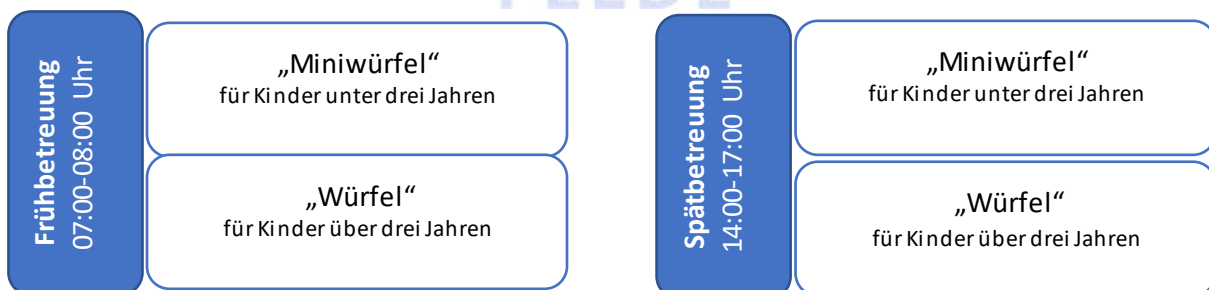 Frühbetreuung
07:00-08:00 Uhr
„Miniwürfel“
für Kinder unter drei Jahren
„Würfel“
für Kinder über drei Jahren
Spätbetreuung
14:00-17:00 Uhr
„Miniwürfel“
für Kinder unter drei Jahren
„Würfel“
für Kinder über drei Jahren